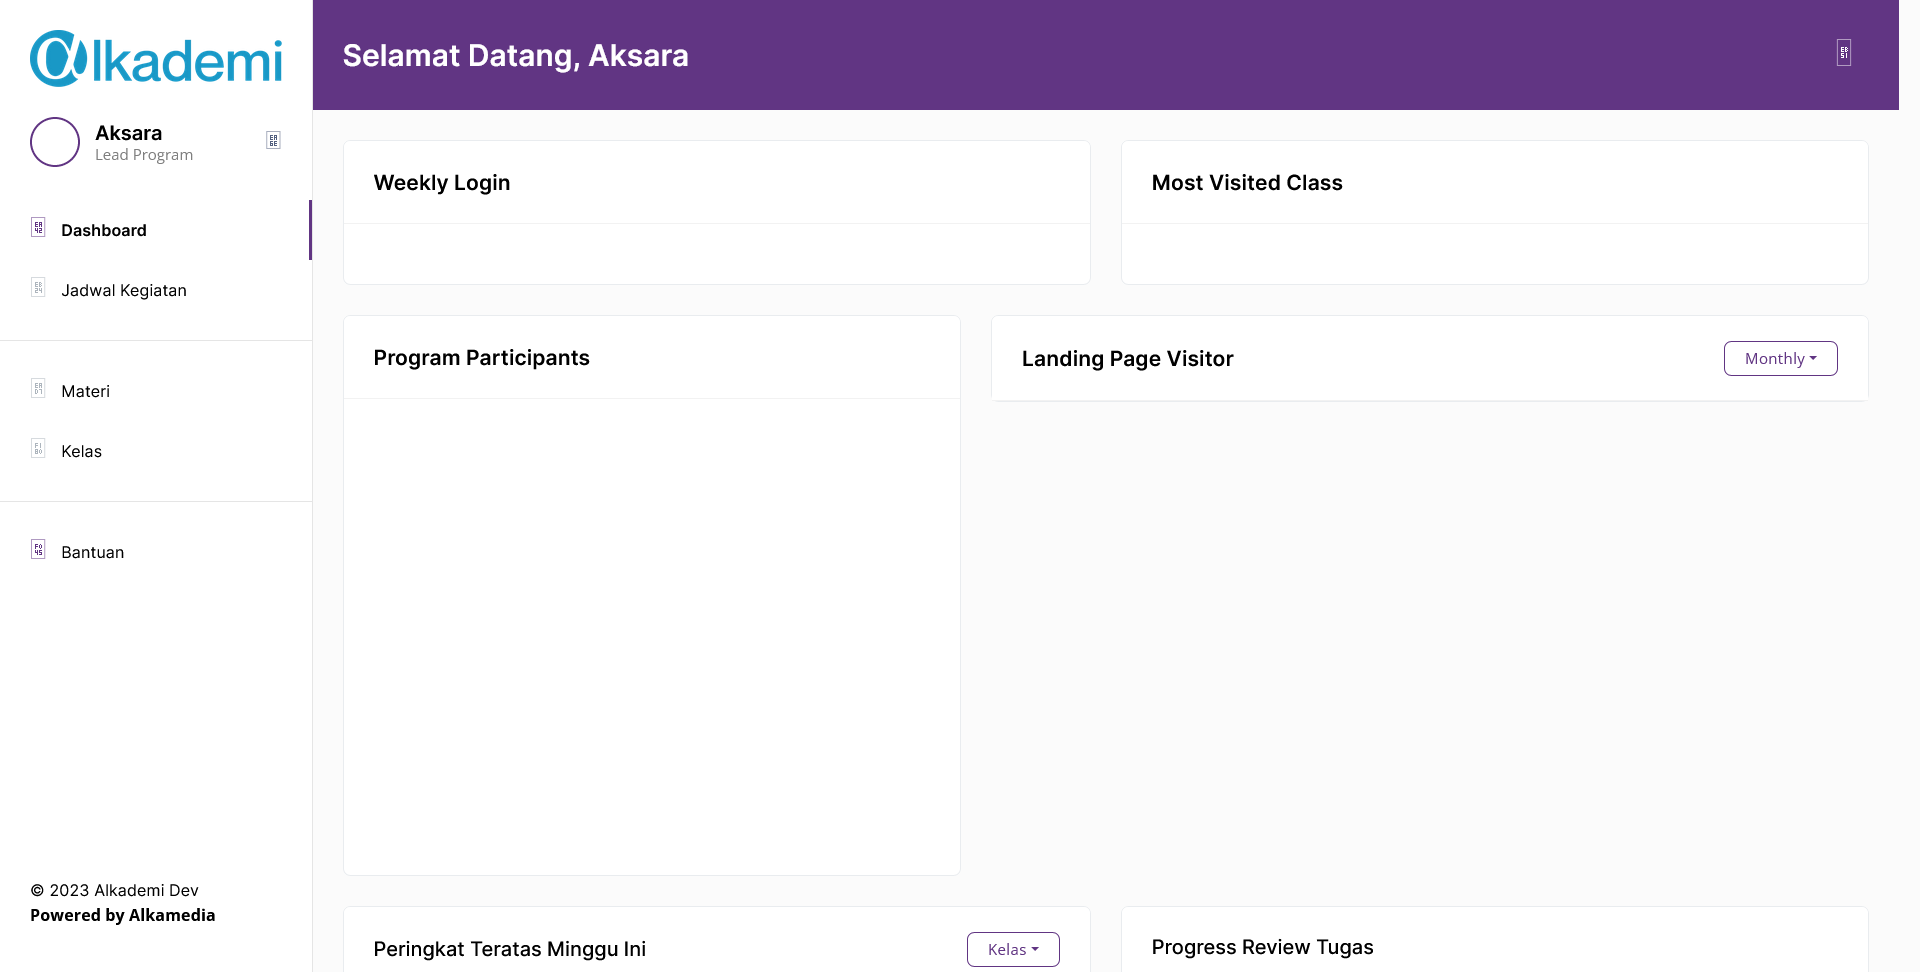 Alkademi
Aksara
Lead Program
Dashboard
Jadwal Kegiatan
Materi
Kelas
Bantuan
© 2023 Alkademi Dev
Powered by Alkamedia
Selamat Datang, Aksara
Weekly Login
Most Visited Class
Program Participants
Landing Page Visitor
Monthly
Peringkat Teratas Minggu Ini
Kelas
Progress Review Tugas